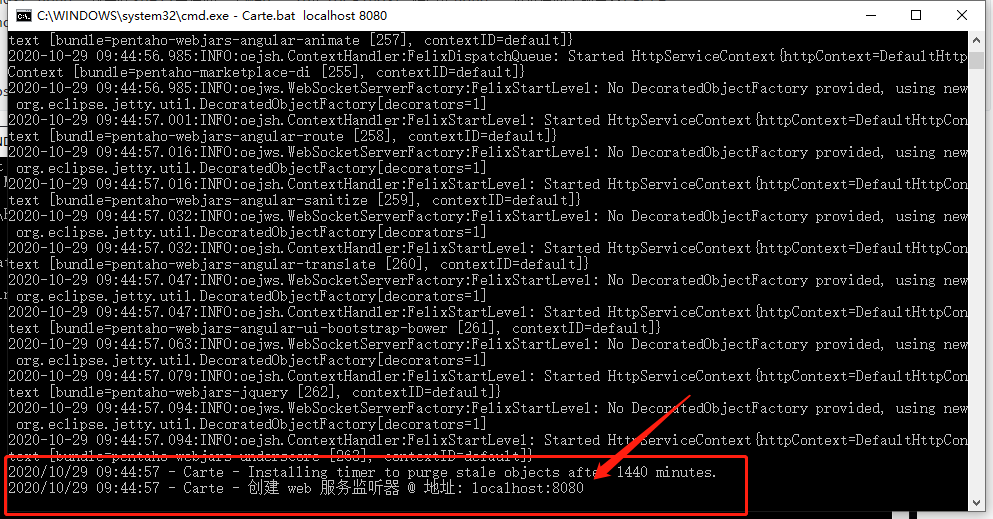 C:\WINDOWS\system32\cmd.exe - Carte.bat localhost 8080
text [bundle=pentaho-webjars-angular-animate [257], contextID=default]}
2020-10-29 09:44:56.985:INFO:oejsh.ContextHandler:FelixDispatchQueue: Started HttpServiceContext{httpContext=DefaultHttp
Context [bundle=pentaho-marketplace-di [255], contextID=default]}
2020-10-29 09:44:56.985:INFO:oejws.WebSocketServerFactory:FelixStartLevel: No DecoratedObjectFactory provided, using new
org.eclipse.jetty.util.DecoratedObjectFactory[decorators=1]
2020-10-29 09:44:57.001:INFO:oejsh.ContextHandler:FelixStartLevel: Started HttpServiceContext{httpContext=DefaultHttpCon
text [bundle=pentaho-webjars-angular-route [258], contextID=default]}
2020-10-29 09:44:57.016:INFO:oejws.WebSocketServerFactory:FelixStartLevel: No DecoratedObjectFactory provided, using new
org.eclipse.jetty.util.DecoratedObjectFactory[decorators=1]
2020-10-29 09:44:57.016:INFO:oejsh.ContextHandler:FelixStartLevel: Started HttpServiceContext{httpContext=DefaultHttpCon
text [bundle=pentaho-webjars-angular-sanitize [259], contextID=default]}
2020-10-29 09:44:57.032:INFO:oejws.WebSocketServerFactory:FelixStartLevel: No DecoratedObjectFactory provided, using new
org.eclipse.jetty.util.DecoratedObjectFactory[decorators=1]
2020-10-29 09:44:57.032:INFO:oejsh.ContextHandler:FelixStartLevel: Started HttpServiceContext{httpContext=DefaultHttpCon
text [bundle=pentaho-webjars-angular-translate [260], contextID=default]}
2020-10-29 09:44:57.047:INFO:oejws.WebSocketServerFactory:FelixStartLevel: No DecoratedObjectFactory provided, using new
org.eclipse.jetty.util.DecoratedObjectFactory[decorators=1]
2020-10-29 09:44:57.047:INFO:oejsh.ContextHandler:FelixStartLevel: Started HttpServiceContext{httpContext=DefaultHttpCon
text [bundle=pentaho-webjars-angular-ui-bootstrap-bower [261], contextID=default]}
2020-10-29 09:44:57.063:INFO:oejws.WebSocketServerFactory:FelixStartLevel: No DecoratedObjectFactory provided, using new
org.eclipse.jetty.util.DecoratedObjectFactory[decorators=1]
2020-10-29 09:44:57.079:INFO:oejsh.ContextHandler:FelixStartLevel: Started HttpServiceContext{httpContext=DefaultHttpCon
text [bundle=pentaho-webjars-jquery [262], contextID=default]}
2020-10-29 09:44:57.094:INFO:oejws.WebSocketServerFactory:FelixStartLevel: No DecoratedObjectFactory provided, using new
org.eclipse.jetty.util.DecoratedObjectFactory[decorators=1]
2020-10-29 09:44:57.094:INFO:oejsh.ContextHandler:FelixStartLevel: Started HttpServiceContext{httpContext=DefaultHttpCon
text [bundle=pentaho-webjars-underscore [263], contextID=default]}
2020/10/29 09:44:57 - Carte - Installing timer to purge stale objects after 1440 minutes.
2020/10/29 09:44:57 - Carte - 创建 web 服务监听器 @ 地址: localhost:8080